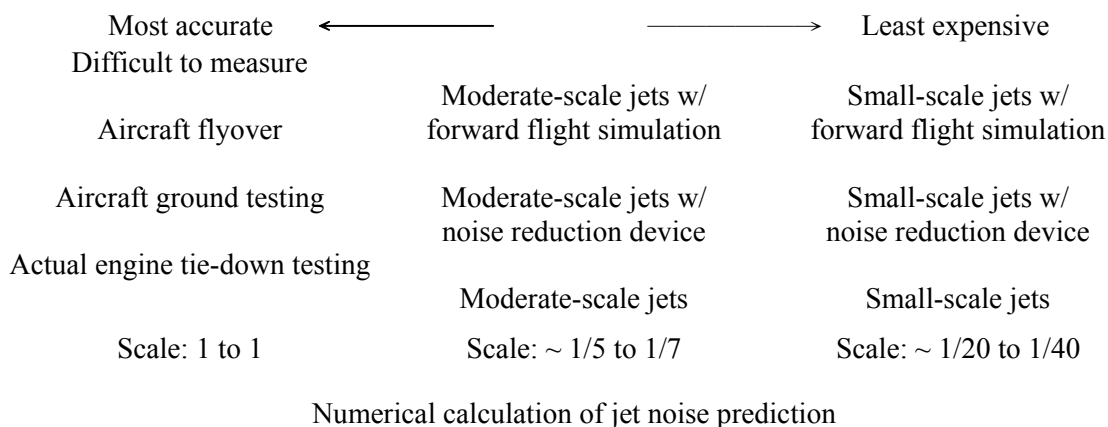 Most accurate
Least expensive
Difficult to measure
Moderate-scale jets w/
forward flight simulation
Small-scale jets w/
forward flight simulation
Aircraft flyover
Aircraft ground testing
Moderate-scale jets w/
noise reduction device
Small-scale jets w/
noise reduction device
Actual engine tie-down testing
Moderate-scale jets
Small-scale jets
Scale: 1 to 1
Scale: ~ 1/5 to 1/7
Scale: ~ 1/20 to 1/40
Numerical calculation of jet noise prediction